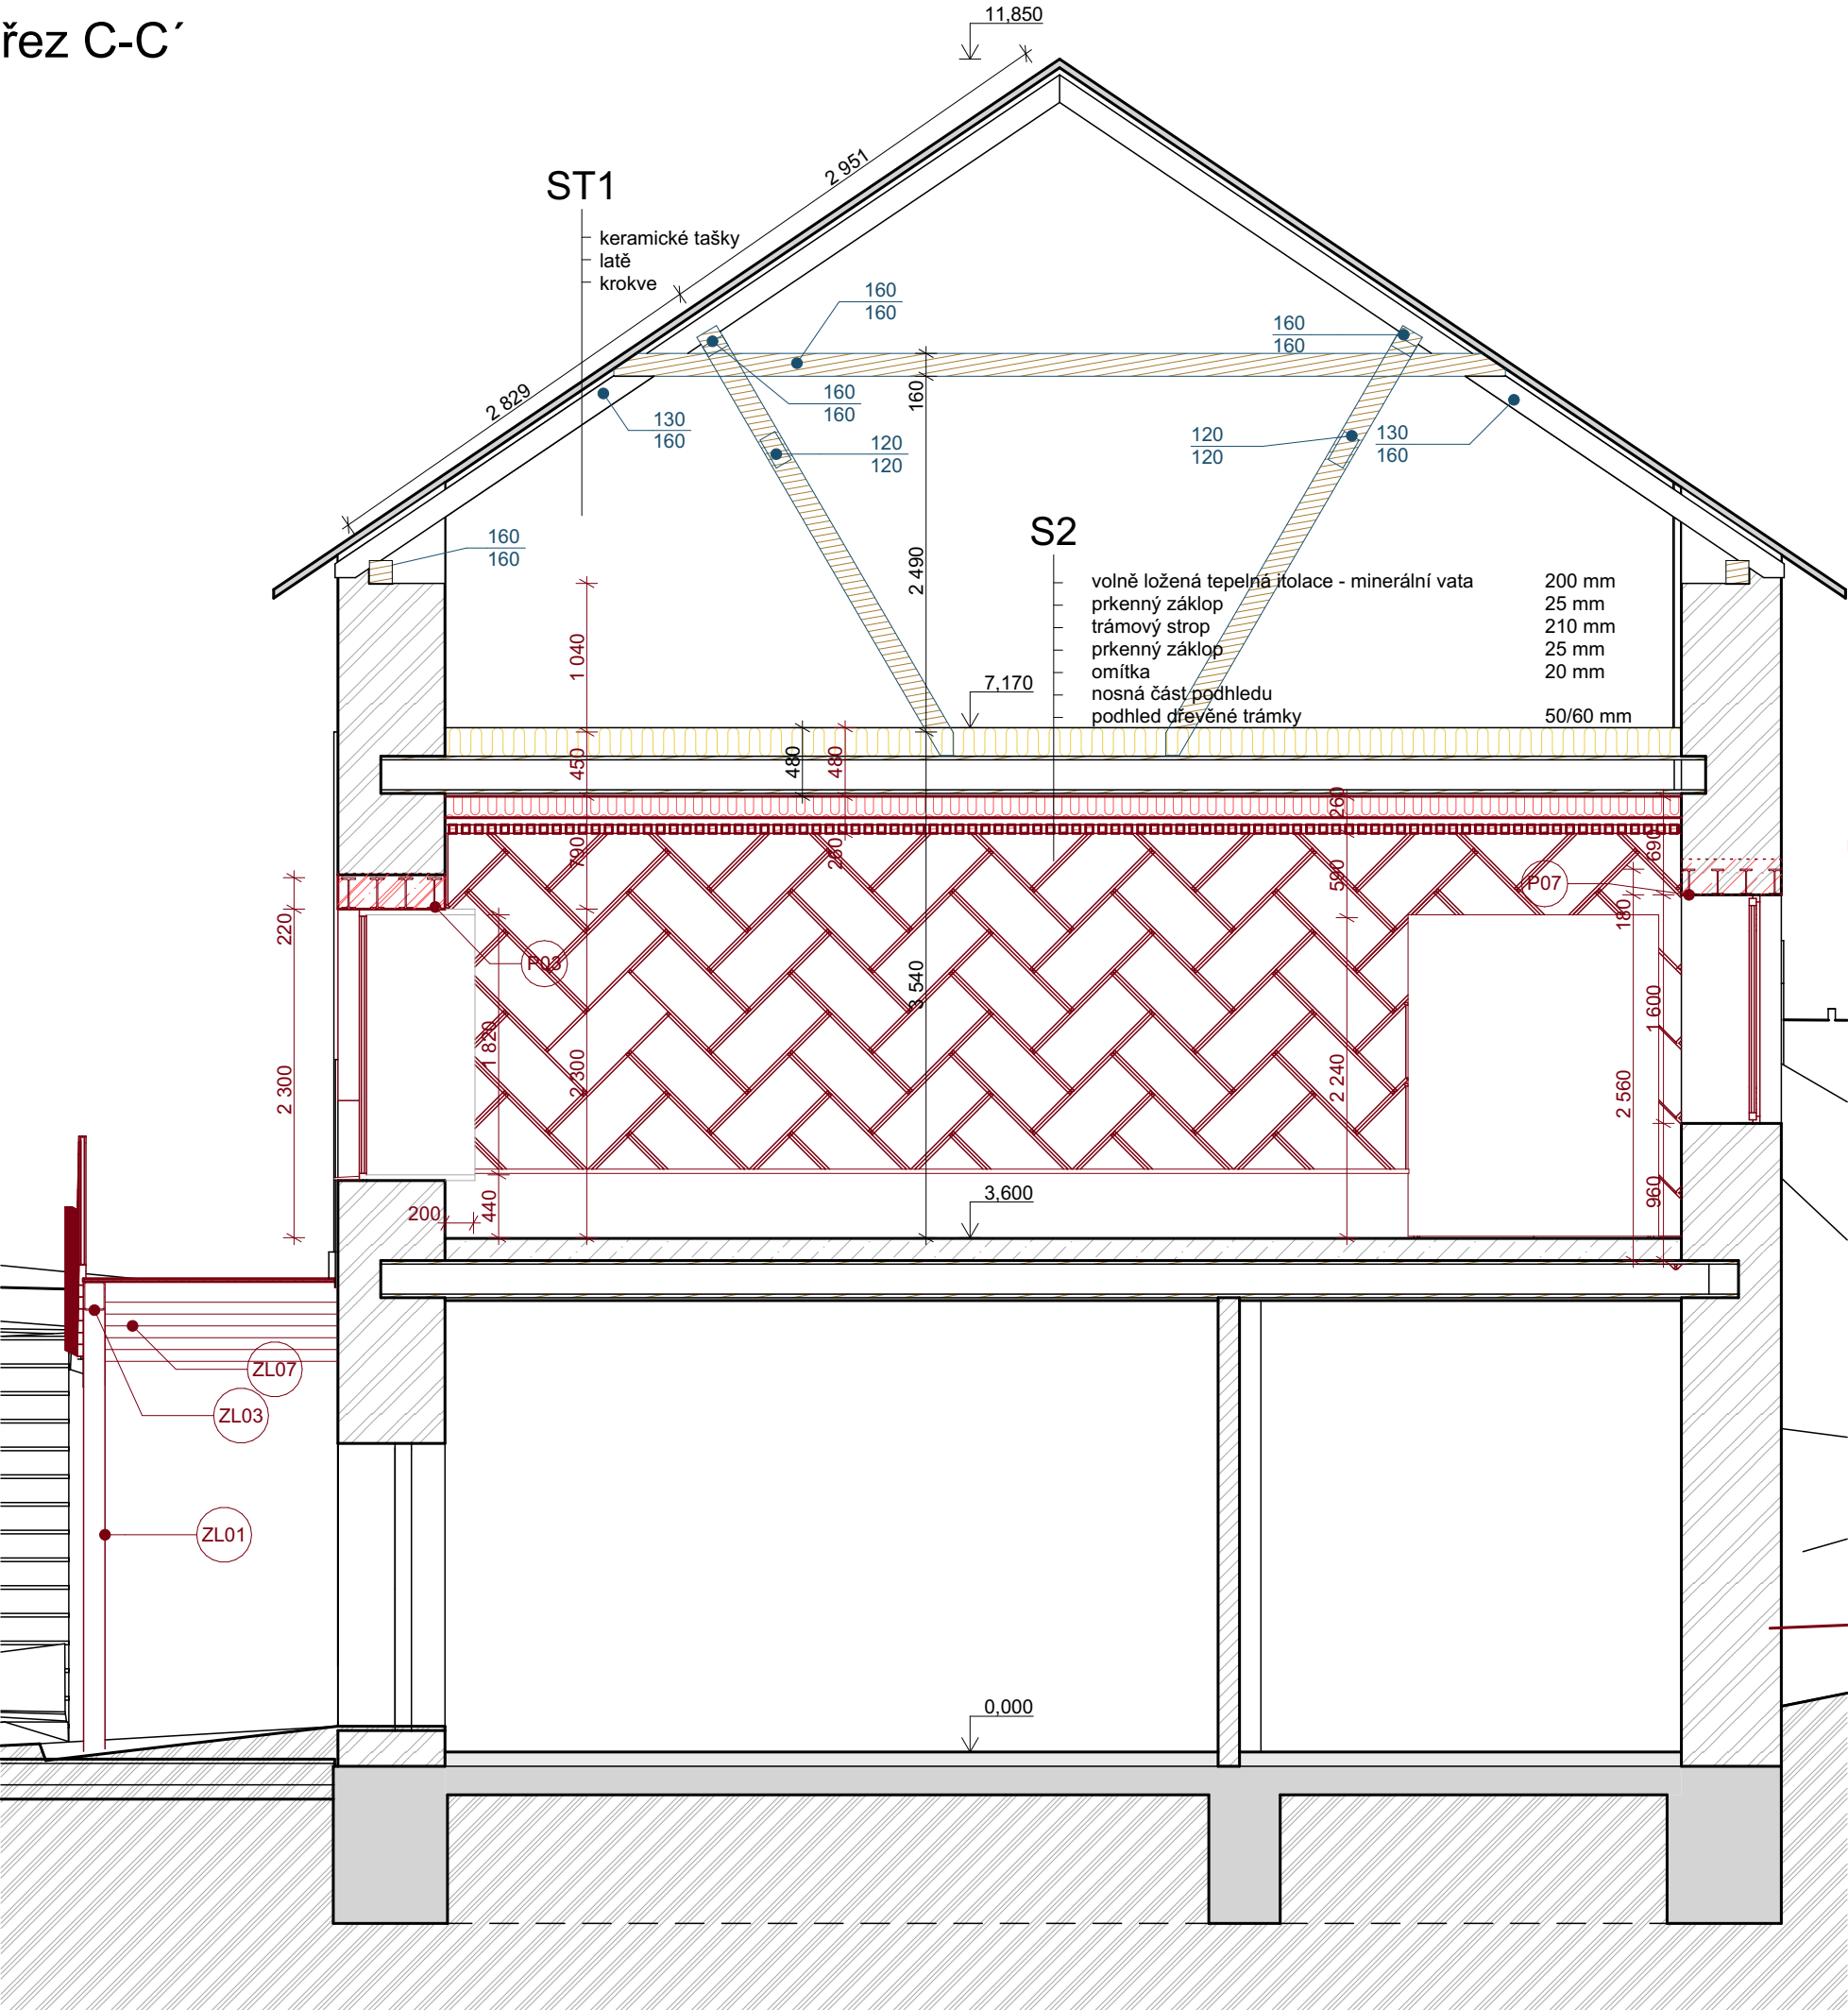 řez C-C´
11,850
2 951
ST1
keramické tašky
latě
krokve
160
160
160
160
2 829
130
160
160
160
160
120
120
120
120
130
160
160
160
S2
2 490
volně ložená tepelná itolace - minerální vata 200 mm
prkenný záklop 25 mm
trámový strop 210 mm
prkenný záklop 25 mm
omítka 20 mm
nosná část podhledu
podhled dřevěné trámky 50/60 mm
1 040
7,170
450
480
480
260
790
260
590
690
P07
180
220
P03
3 540
1 820
2 300
2 300
2 240
1 600
2 560
3,600
200
440
960
ZL07
ZL03
ZL01
0,000